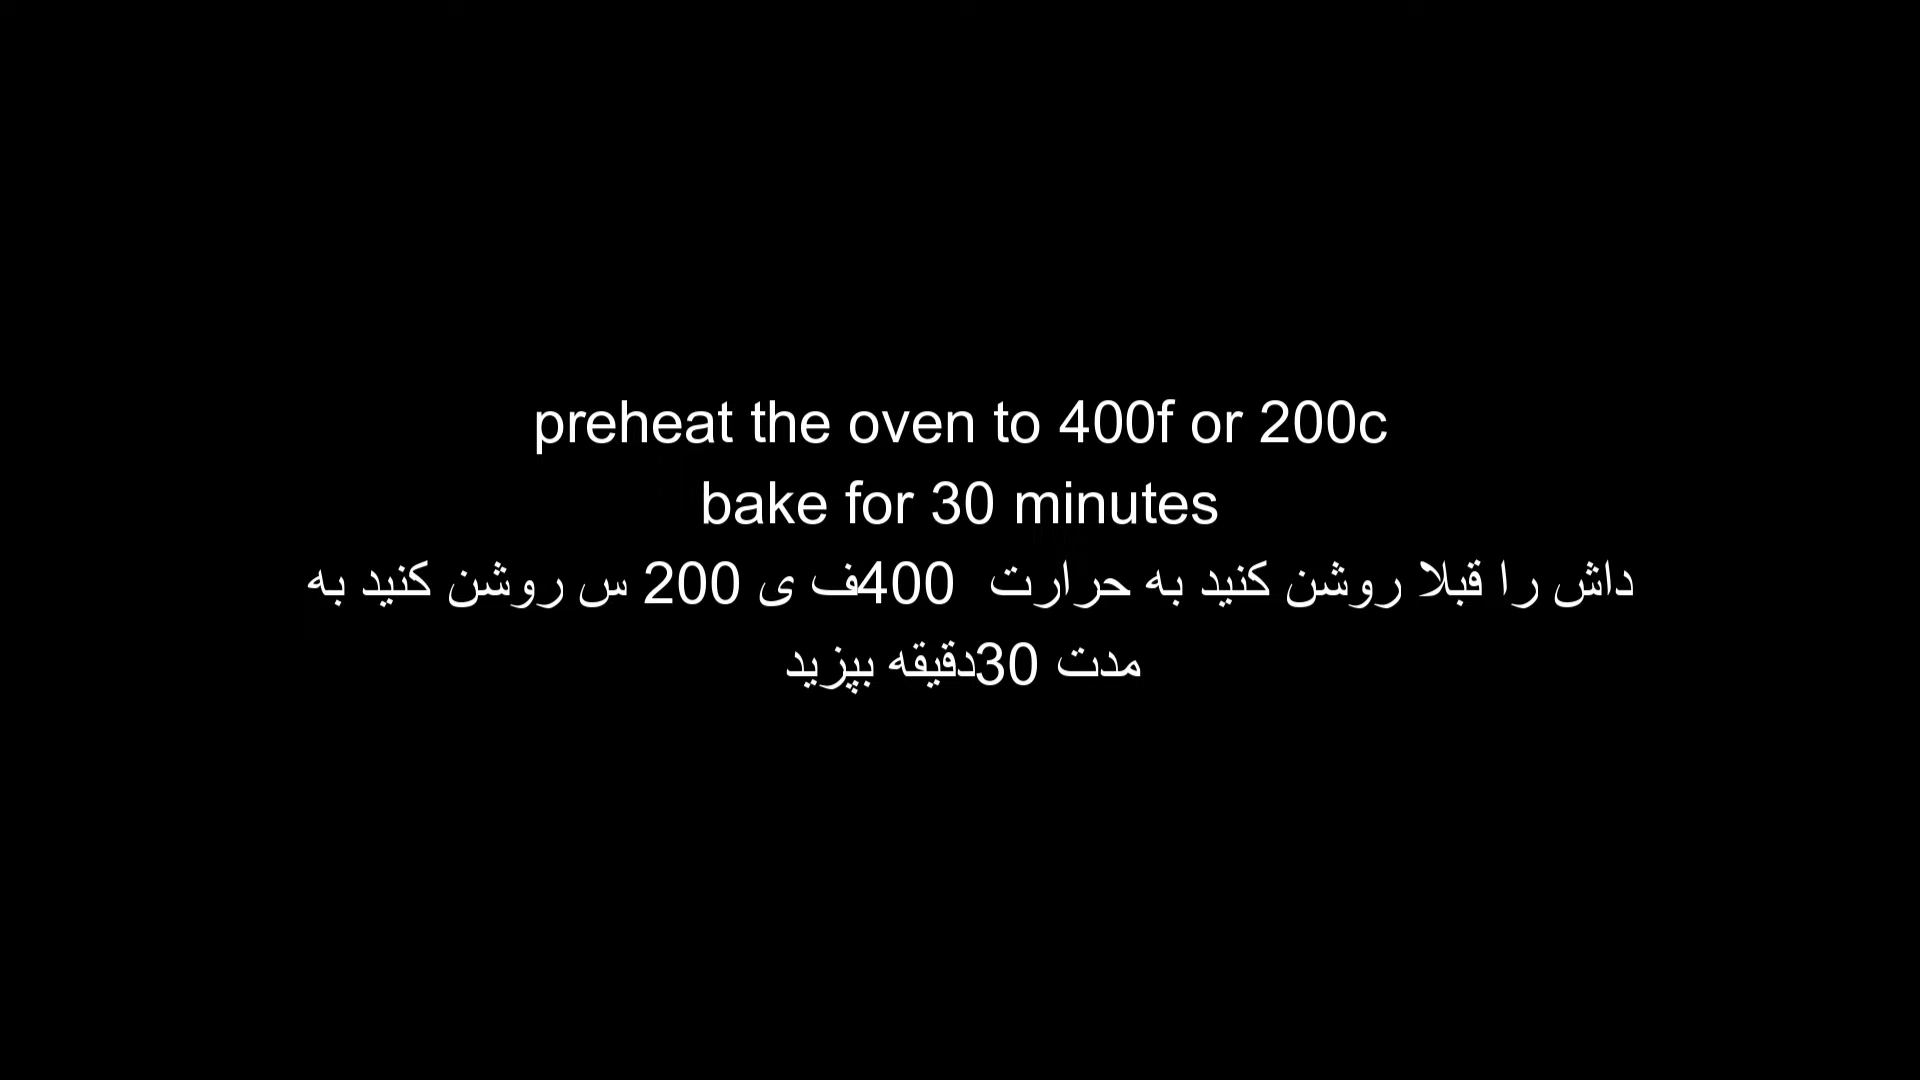 preheat the oven to 400f or 200c
bake for 30 minutes
داش را قبلا روشن کنید به حرارت  400ف ی 200 س روشن کنید به
مدت 30دقیقه بپزید